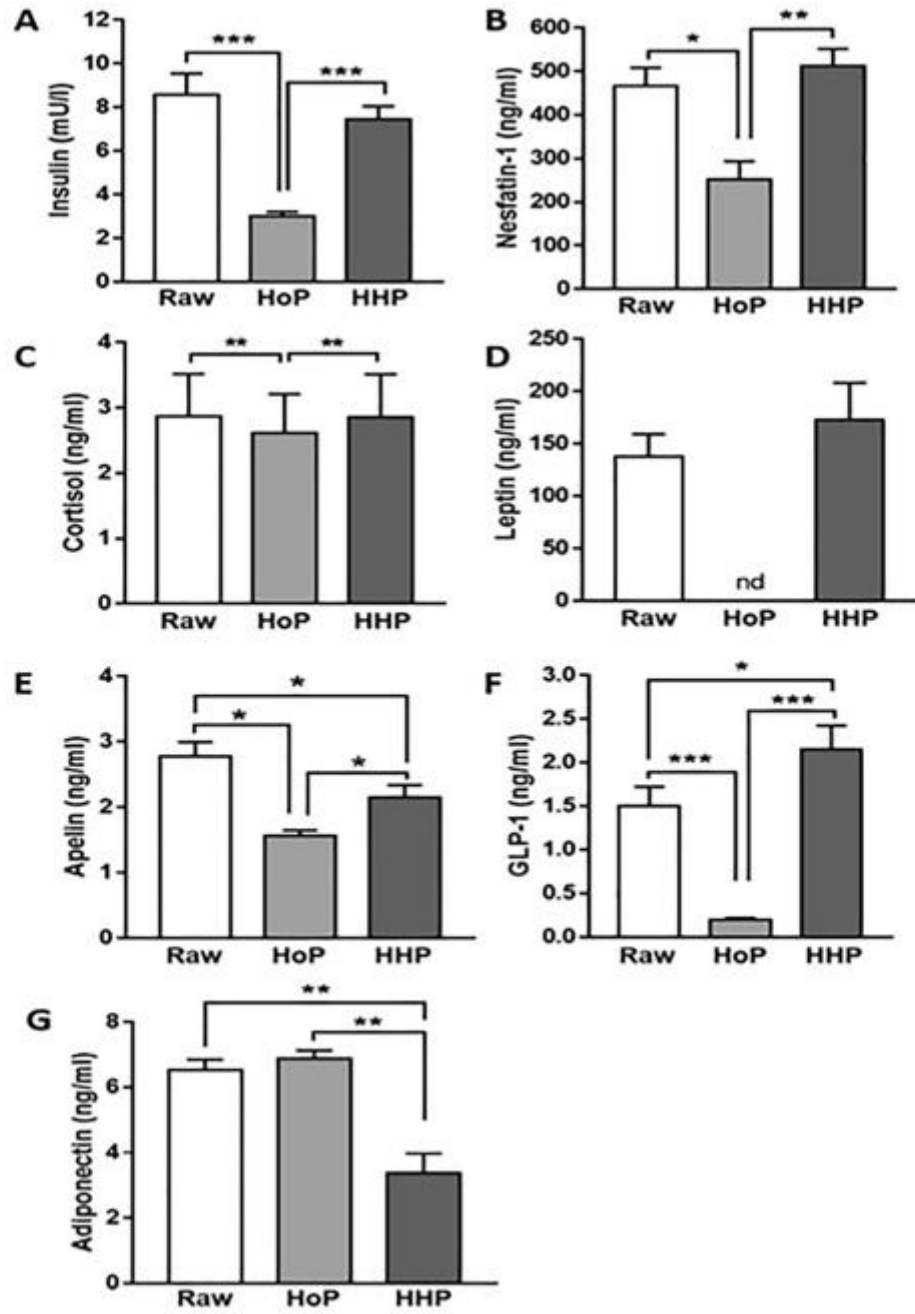 A
Insulin (mU/l)
12
10
8
6
4
2
0
***
***
Raw HoP HHP
B
Nesfatin-1 (ng/ml)
600
500
400
300
200
100
0
*
**
Raw HoP HHP
C
Cortisol (ng/ml)
4
3
2
1
0
**
**
Raw HoP HHP
D
Leptin (ng/ml)
250
200
150
100
50
0
nd
Raw HoP HHP
E
Apelin (ng/ml)
4
3
2
1
0
*
*
*
Raw HoP HHP
F
GLP-1 (ng/ml)
3.0
2.5
2.0
1.5
1.0
0.5
0.0
*
***
***
Raw HoP HHP
G
Adiponectin (ng/ml)
8
6
4
2
0
**
**
Raw HoP HHP